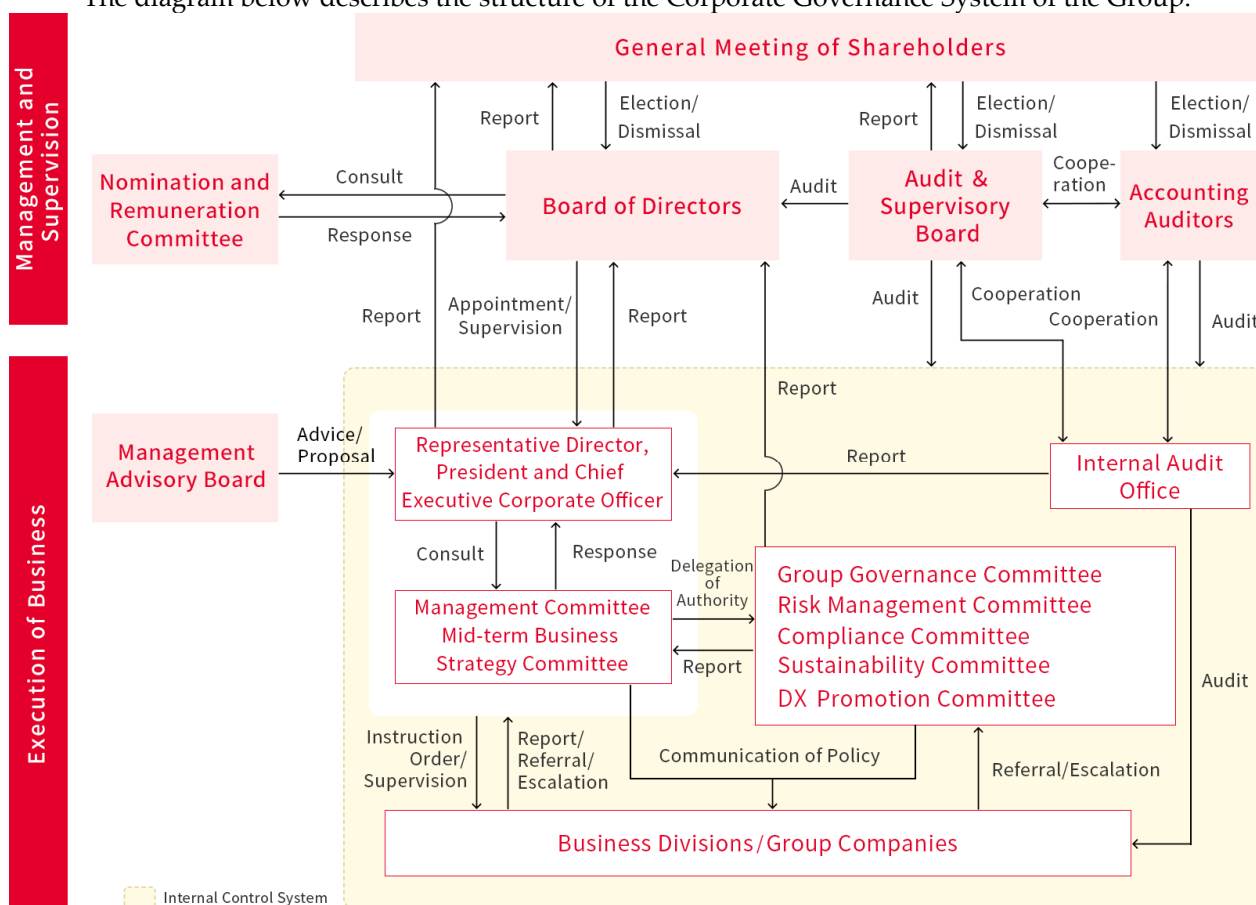 The diagram below describes the structure of the Corporate Governance System of the Group.
Management and
Supervision
General Meeting of Shareholders
Report
Election/
Dismissal
Report
Election/
Dismissal
Election/
Dismissal
Nomination and
Remuneration
Committee
Consult
Response
Board of Directors
Audit
Audit &
Supervisory
Board
Coope-
ration
Accounting
Auditors
Report
Appointment/
Supervision
Report
Audit
Cooperation
Cooperation
Audit
Execution of Business
Report
Management
Advisory Board
Advice/
Proposal
Representative Director,
President and Chief
Executive Corporate Officer
Report
Internal Audit
Office
Consult
Response
Delegation
of
Authority
Management Committee
Mid-term Business
Strategy Committee
Report
Group Governance Committee
Risk Management Committee
Compliance Committee
Sustainability Committee
DX Promotion Committee
Audit
Instruction
Order/
Supervision
Report/
Referral/
Escalation
Communication of Policy
Referral/Escalation
Business Divisions/Group Companies
Internal Control System